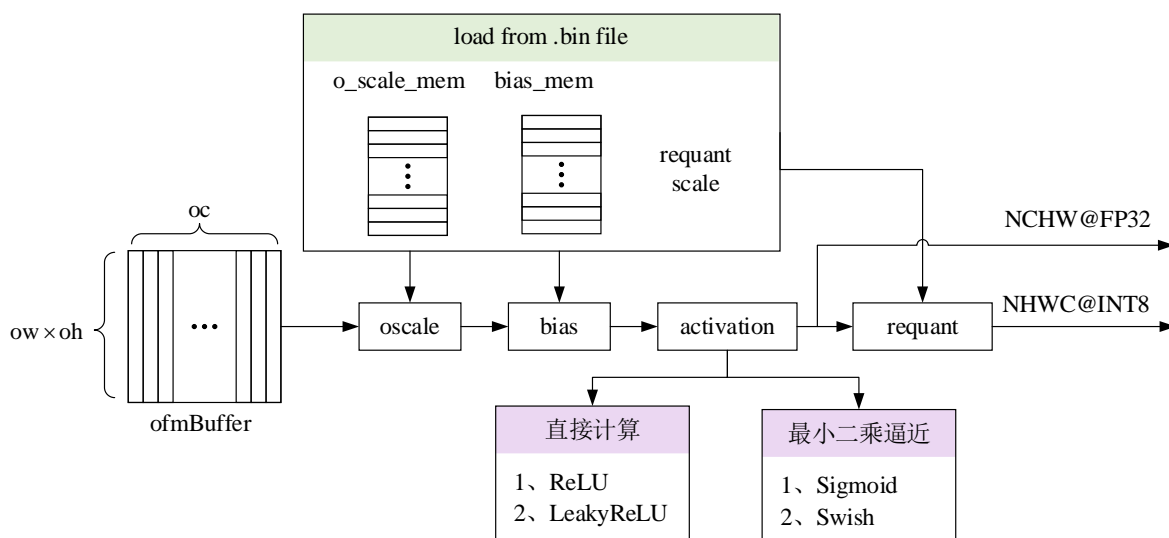 load from .bin file
o_scale_mem
bias_mem
requant
scale
oc
NCHW@FP32
ow×oh
oscale
bias
activation
requant
NHWC@INT8
ofmBuffer
直接计算
1、ReLU
2、LeakyReLU
最小二乘逼近
1、Sigmoid
2、Swish